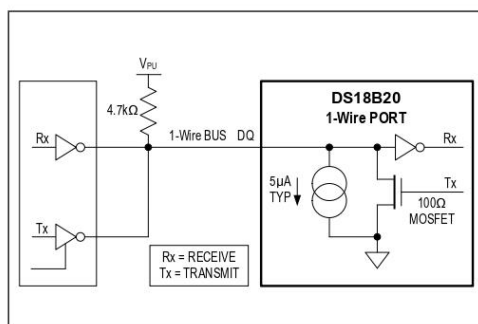 V_PU
4.7kΩ
Rx
1-Wire BUS DQ
Tx
Rx = RECEIVE
Tx = TRANSMIT
DS18B20
1-Wire PORT
5µA
TYP
Rx
Tx
100Ω
MOSFET